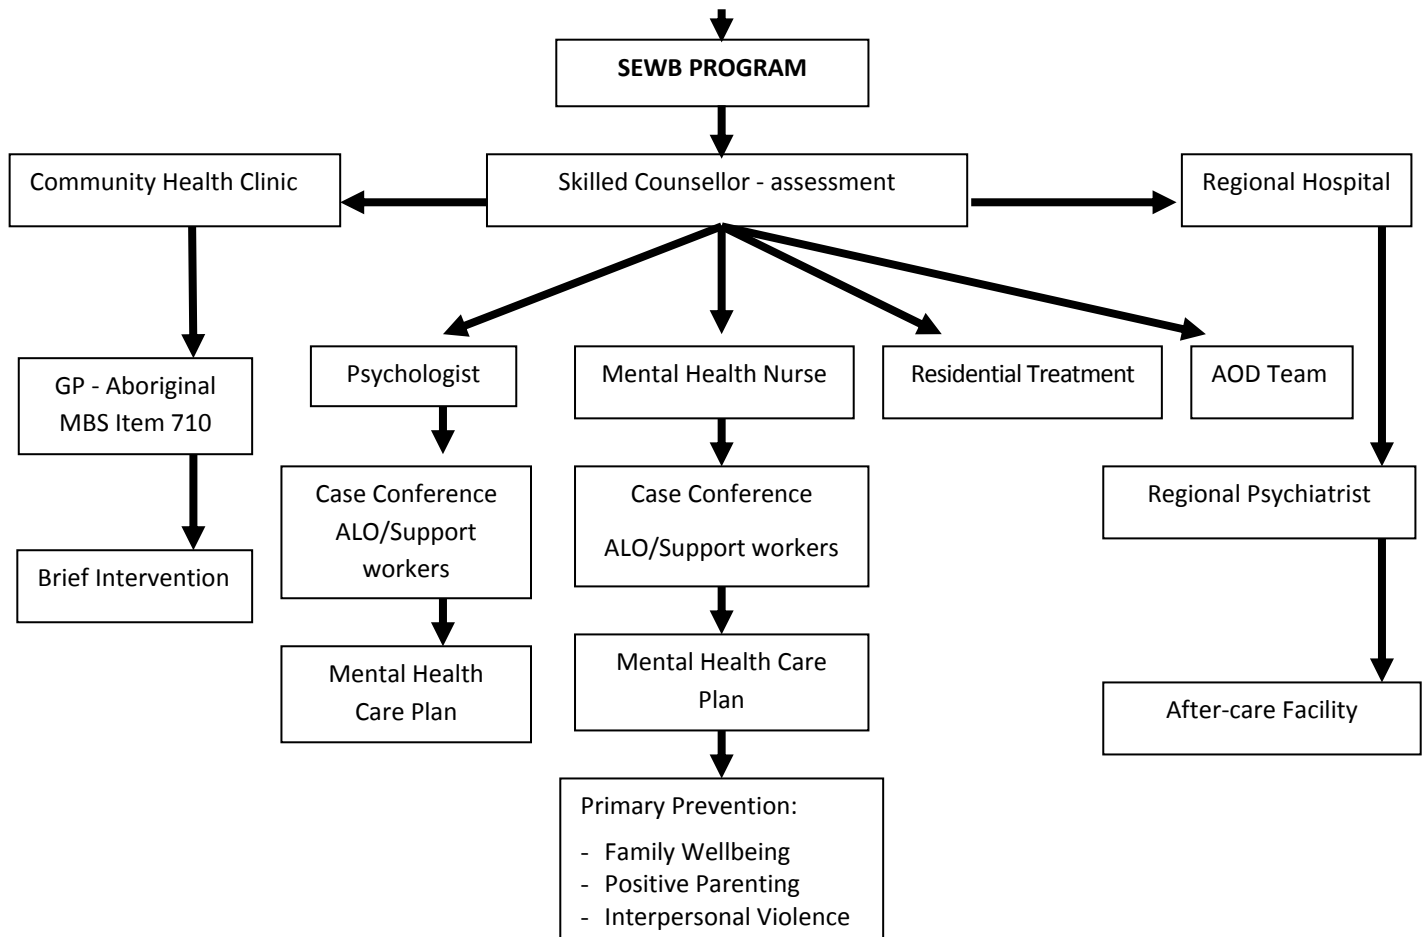 SEWB PROGRAM
Community Health Clinic
Skilled Counsellor - assessment
Regional Hospital
GP - Aboriginal
MBS Item 710
Psychologist
Mental Health Nurse
Residential Treatment
AOD Team
Case Conference
ALO/Support
workers
Case Conference
ALO/Support workers
Regional Psychiatrist
Brief Intervention
Mental Health
Care Plan
Mental Health Care
Plan
After-care Facility
Primary Prevention:
- Family Wellbeing
- Positive Parenting
- Interpersonal Violence